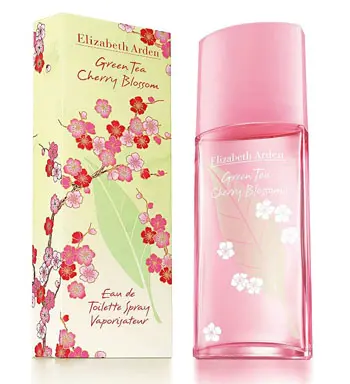 Elizabeth Arden
Green Tea
Cherry Blossom
Eau de
Toilette Spray
Vaporisateur
Elizabeth Arden
Green Tea
Cherry Blossom